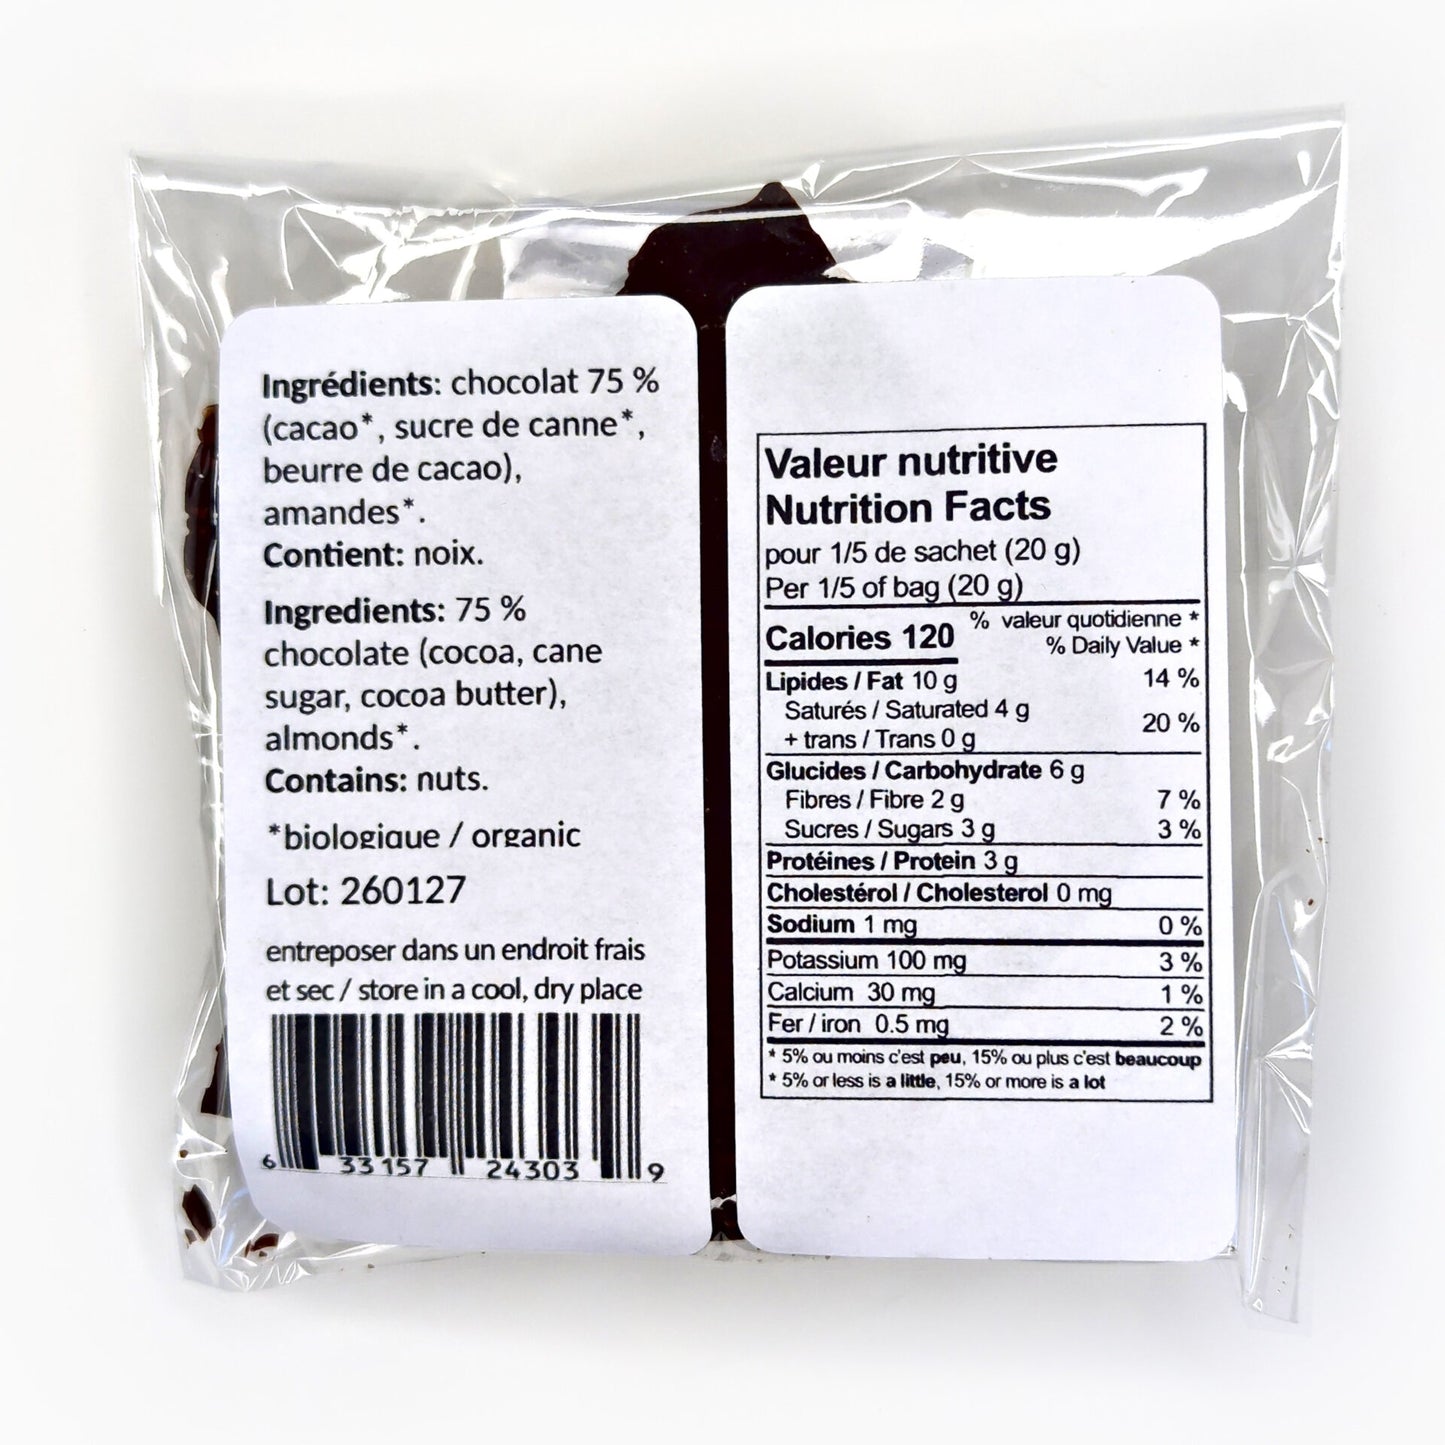 Ingrédients: chocolat 75 %
(cacao*, sucre de canne*,
beurre de cacao),
amandes*.
Contient: noix.
Ingredients: 75 %
chocolate (cocoa, cane
sugar, cocoa butter),
almonds*.
Contains: nuts.
*biologique / organic
Lot: 260127
entreposer dans un endroit frais
et sec / store in a cool, dry place
6 33157 24303 9
Valeur nutritive
Nutrition Facts
pour 1/5 de sachet (20 g)
Per 1/5 of bag (20 g)
Calories 120
% valeur quotidienne *
% Daily Value *
Lipides / Fat 10 g 14 %
Saturés / Saturated 4 g
+ trans / Trans 0 g 20 %
Glucides / Carbohydrate 6 g
Fibres / Fibre 2 g 7 %
Sucres / Sugars 3 g 3 %
Protéines / Protein 3 g
Cholestérol / Cholesterol 0 mg
Sodium 1 mg 0 %
Potassium 100 mg 3 %
Calcium 30 mg 1 %
Fer / iron 0.5 mg 2 %
* 5% ou moins c'est peu, 15% ou plus c'est beaucoup
* 5% or less is a little, 15% or more is a lot